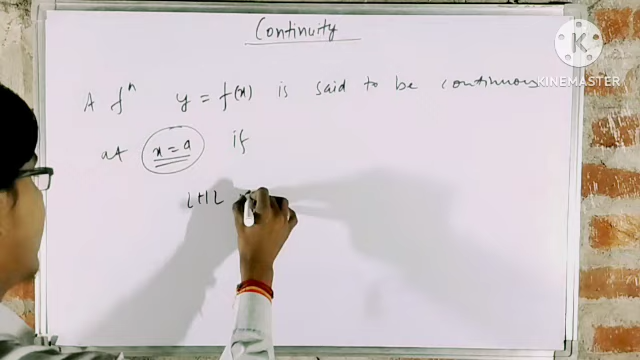 Continuity
A fⁿ y = f(x) is said to be continuous
at x = a if
LHL
K
KINEMASTER